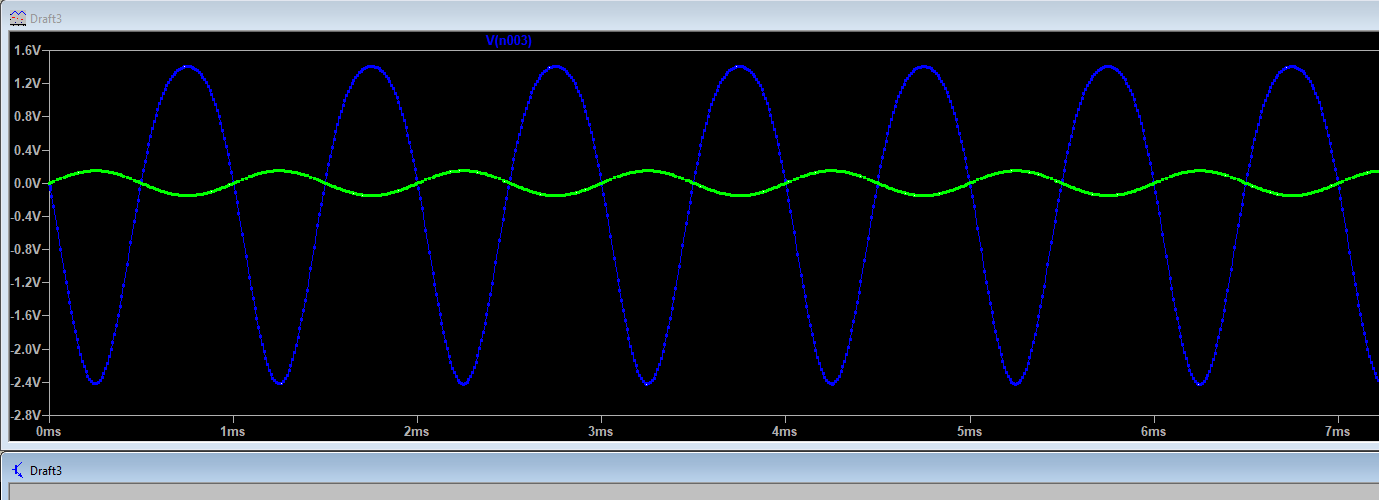 Draft3
V(n003)
1.6V
1.2V
0.8V
0.4V
0.0V
-0.4V
-0.8V
-1.2V
-1.6V
-2.0V
-2.4V
-2.8V
0ms 1ms 2ms 3ms 4ms 5ms 6ms 7ms
Draft3